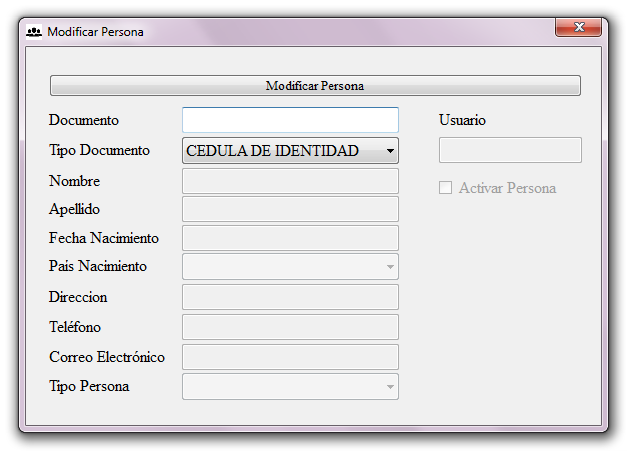 Modificar Persona
Modificar Persona
Documento
Usuario
Tipo Documento
CEDULA DE IDENTIDAD
Nombre
Activar Persona
Apellido
Fecha Nacimiento
País Nacimiento
Direccion
Teléfono
Correo Electrónico
Tipo Persona